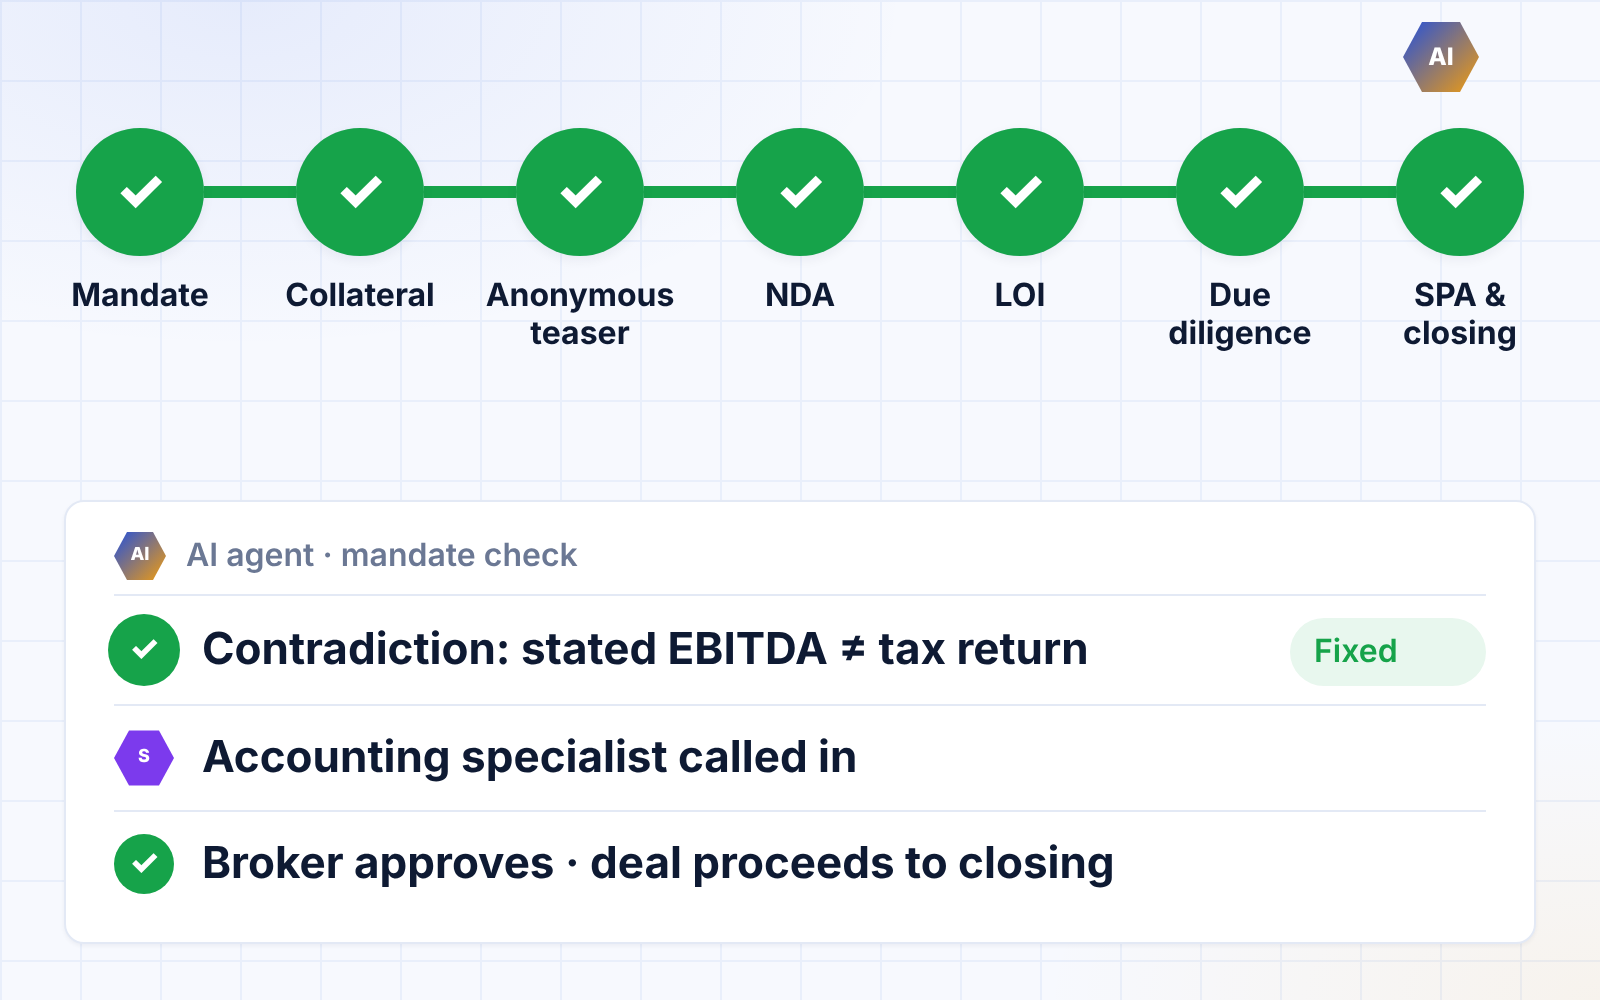 AI
Mandate
Collateral
Anonymous
teaser
NDA
LOI
Due
diligence
SPA &
closing
AI
AI agent · mandate check
Contradiction: stated EBITDA ≠ tax return
Fixed
S
Accounting specialist called in
Broker approves · deal proceeds to closing